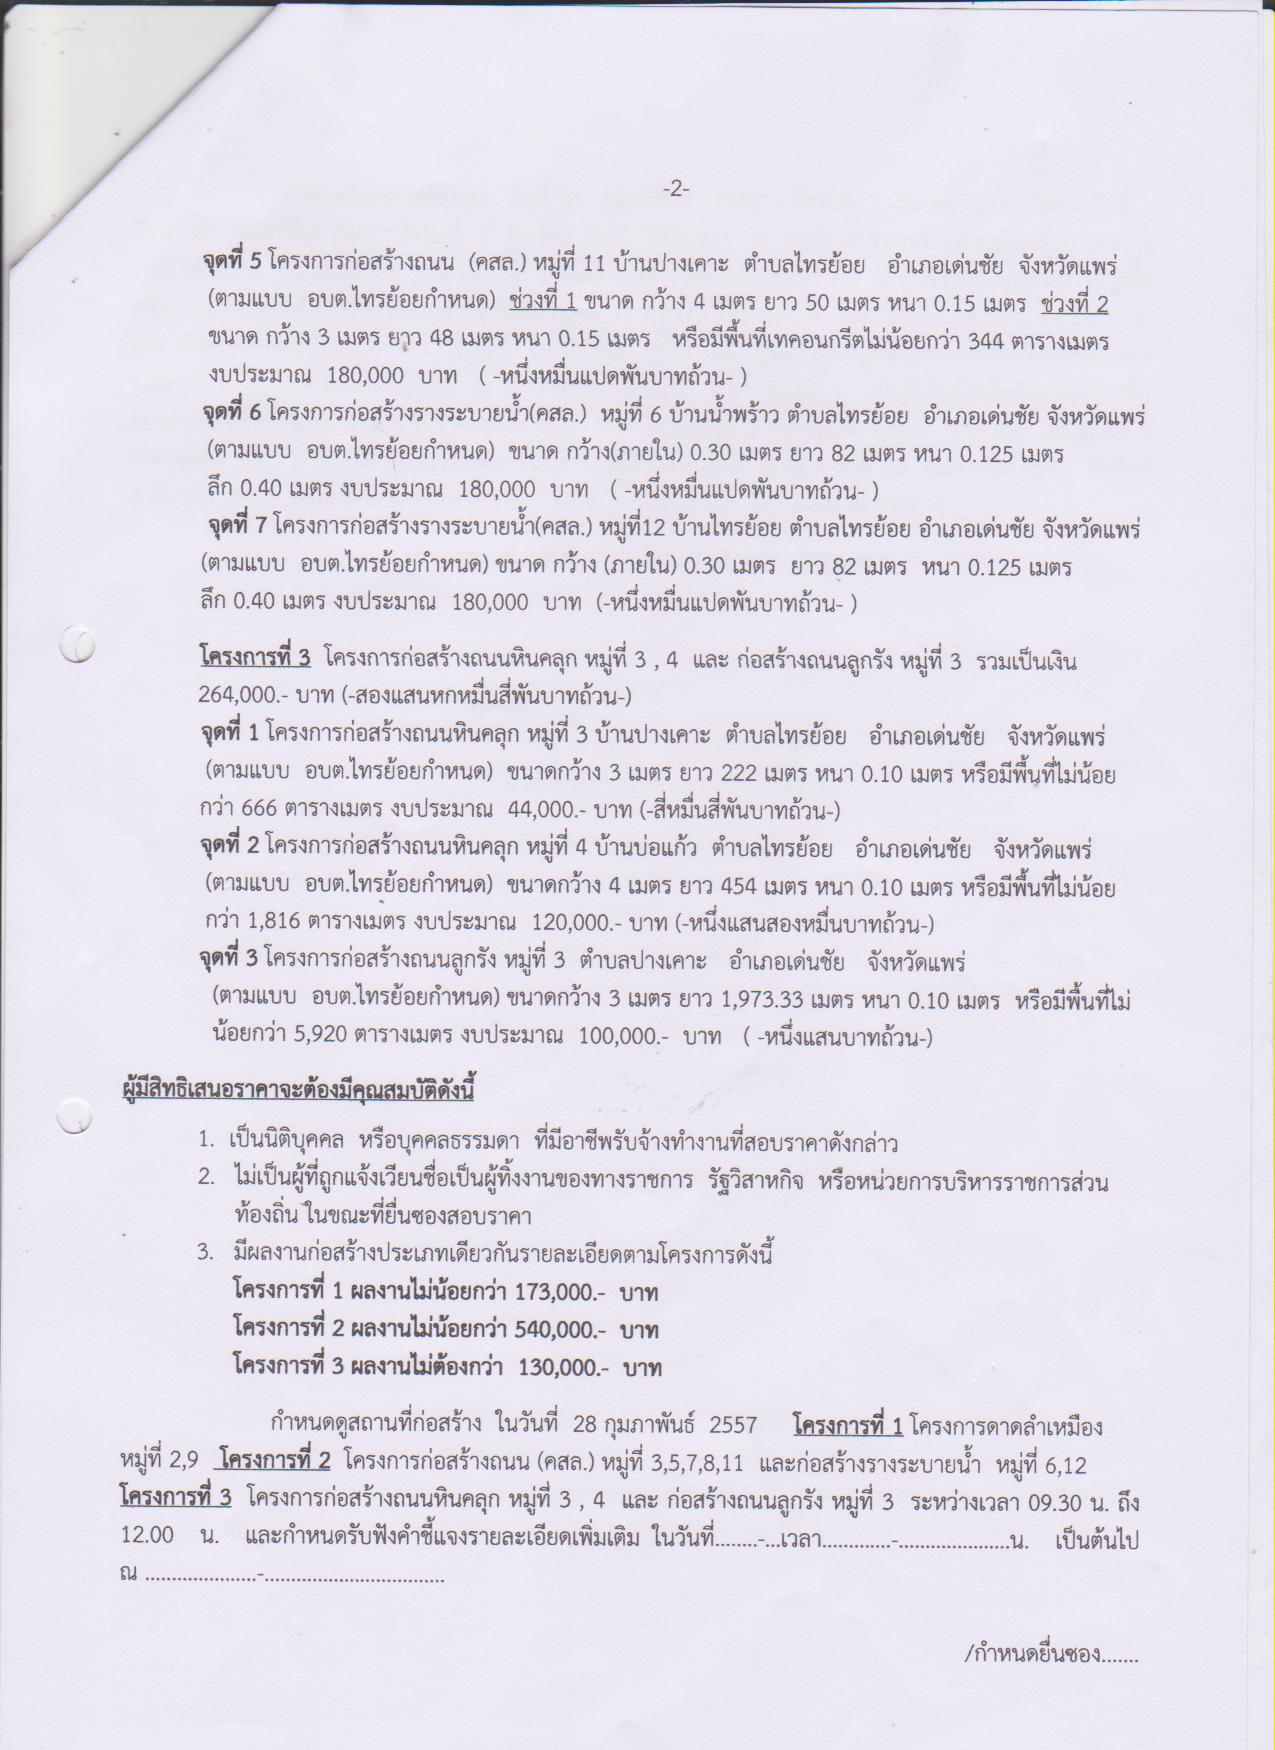 -2-
จุดที่ 5 โครงการก่อสร้างถนน (คสล.) หมู่ที่ 11 บ้านปางเคาะ ตำบลไทรย้อย อำเภอเด่นชัย จังหวัดแพร่
(ตามแบบ อบต.ไทรย้อยกำหนด) ช่วงที่ 1 ขนาด กว้าง 4 เมตร ยาว 50 เมตร หนา 0.15 เมตร ช่วงที่ 2
ขนาด กว้าง 3 เมตร ยาว 48 เมตร หนา 0.15 เมตร หรือมีพื้นที่เทคอนกรีตไม่น้อยกว่า 344 ตารางเมตร
งบประมาณ 180,000 บาท ( -หนึ่งหมื่นแปดพันบาทถ้วน- )
จุดที่ 6 โครงการก่อสร้างรางระบายน้ำ(คสล.) หมู่ที่ 6 บ้านน้ำพร้าว ตำบลไทรย้อย อำเภอเด่นชัย จังหวัดแพร่
(ตามแบบ อบต.ไทรย้อยกำหนด) ขนาด กว้าง(ภายใน) 0.30 เมตร ยาว 82 เมตร หนา 0.125 เมตร
ลึก 0.40 เมตร งบประมาณ 180,000 บาท ( -หนึ่งหมื่นแปดพันบาทถ้วน- )
จุดที่ 7 โครงการก่อสร้างรางระบายน้ำ(คสล.) หมู่ที่12 บ้านไทรย้อย ตำบลไทรย้อย อำเภอเด่นชัย จังหวัดแพร่
(ตามแบบ อบต.ไทรย้อยกำหนด) ขนาด กว้าง (ภายใน) 0.30 เมตร ยาว 82 เมตร หนา 0.125 เมตร
ลึก 0.40 เมตร งบประมาณ 180,000 บาท (-หนึ่งหมื่นแปดพันบาทถ้วน- )
โครงการที่ 3 โครงการก่อสร้างถนนหินคลุก หมู่ที่ 3 , 4 และ ก่อสร้างถนนลูกรัง หมู่ที่ 3 รวมเป็นเงิน
264,000.- บาท (-สองแสนหกหมื่นสี่พันบาทถ้วน-)
จุดที่ 1 โครงการก่อสร้างถนนหินคลุก หมู่ที่ 3 บ้านปางเคาะ ตำบลไทรย้อย อำเภอเด่นชัย จังหวัดแพร่
(ตามแบบ อบต.ไทรย้อยกำหนด) ขนาดกว้าง 3 เมตร ยาว 222 เมตร หนา 0.10 เมตร หรือมีพื้นที่ไม่น้อย
กว่า 666 ตารางเมตร งบประมาณ 44,000.- บาท (-สี่หมื่นสี่พันบาทถ้วน-)
จุดที่ 2 โครงการก่อสร้างถนนหินคลุก หมู่ที่ 4 บ้านบ่อแก้ว ตำบลไทรย้อย อำเภอเด่นชัย จังหวัดแพร่
(ตามแบบ อบต.ไทรย้อยกำหนด) ขนาดกว้าง 4 เมตร ยาว 454 เมตร หนา 0.10 เมตร หรือมีพื้นที่ไม่น้อย
กว่า 1,816 ตารางเมตร งบประมาณ 120,000.- บาท (-หนึ่งแสนสองหมื่นบาทถ้วน-)
จุดที่ 3 โครงการก่อสร้างถนนลูกรัง หมู่ที่ 3 ตำบลปางเคาะ อำเภอเด่นชัย จังหวัดแพร่
(ตามแบบ อบต.ไทรย้อยกำหนด) ขนาดกว้าง 3 เมตร ยาว 1,973.33 เมตร หนา 0.10 เมตร หรือมีพื้นที่ไม่
น้อยกว่า 5,920 ตารางเมตร งบประมาณ 100,000.- บาท ( -หนึ่งแสนบาทถ้วน-)
ผู้มีสิทธิเสนอราคาจะต้องมีคุณสมบัติดังนี้
1. เป็นนิติบุคคล หรือบุคคลธรรมดา ที่มีอาชีพรับจ้างทำงานที่สอบราคาดังกล่าว
2. ไม่เป็นผู้ที่ถูกแจ้งเวียนชื่อเป็นผู้ทิ้งงานของทางราชการ รัฐวิสาหกิจ หรือหน่วยการบริหารราชการส่วน
ท้องถิ่น ในขณะที่ยื่นซองสอบราคา
3. มีผลงานก่อสร้างประเภทเดียวกันรายละเอียดตามโครงการดังนี้
โครงการที่ 1 ผลงานไม่น้อยกว่า 173,000.- บาท
โครงการที่ 2 ผลงานไม่น้อยกว่า 540,000.- บาท
โครงการที่ 3 ผลงานไม่ต้องกว่า 130,000.- บาท
กำหนดดูสถานที่ก่อสร้าง ในวันที่ 28 กุมภาพันธ์ 2557 โครงการที่ 1 โครงการดาดลำเหมือง
หมู่ที่ 2,9 โครงการที่ 2 โครงการก่อสร้างถนน (คสล.) หมู่ที่ 3,5,7,8,11 และก่อสร้างรางระบายน้ำ หมู่ที่ 6,12
โครงการที่ 3 โครงการก่อสร้างถนนหินคลุก หมู่ที่ 3 , 4 และ ก่อสร้างถนนลูกรัง หมู่ที่ 3 ระหว่างเวลา 09.30 น. ถึง
12.00 น. และกำหนดรับฟังคำชี้แจงรายละเอียดเพิ่มเติม ในวันที่........-...เวลา.............-.....................น. เป็นต้นไป
ณ .....................-..................................
/กำหนดยื่นซอง.......